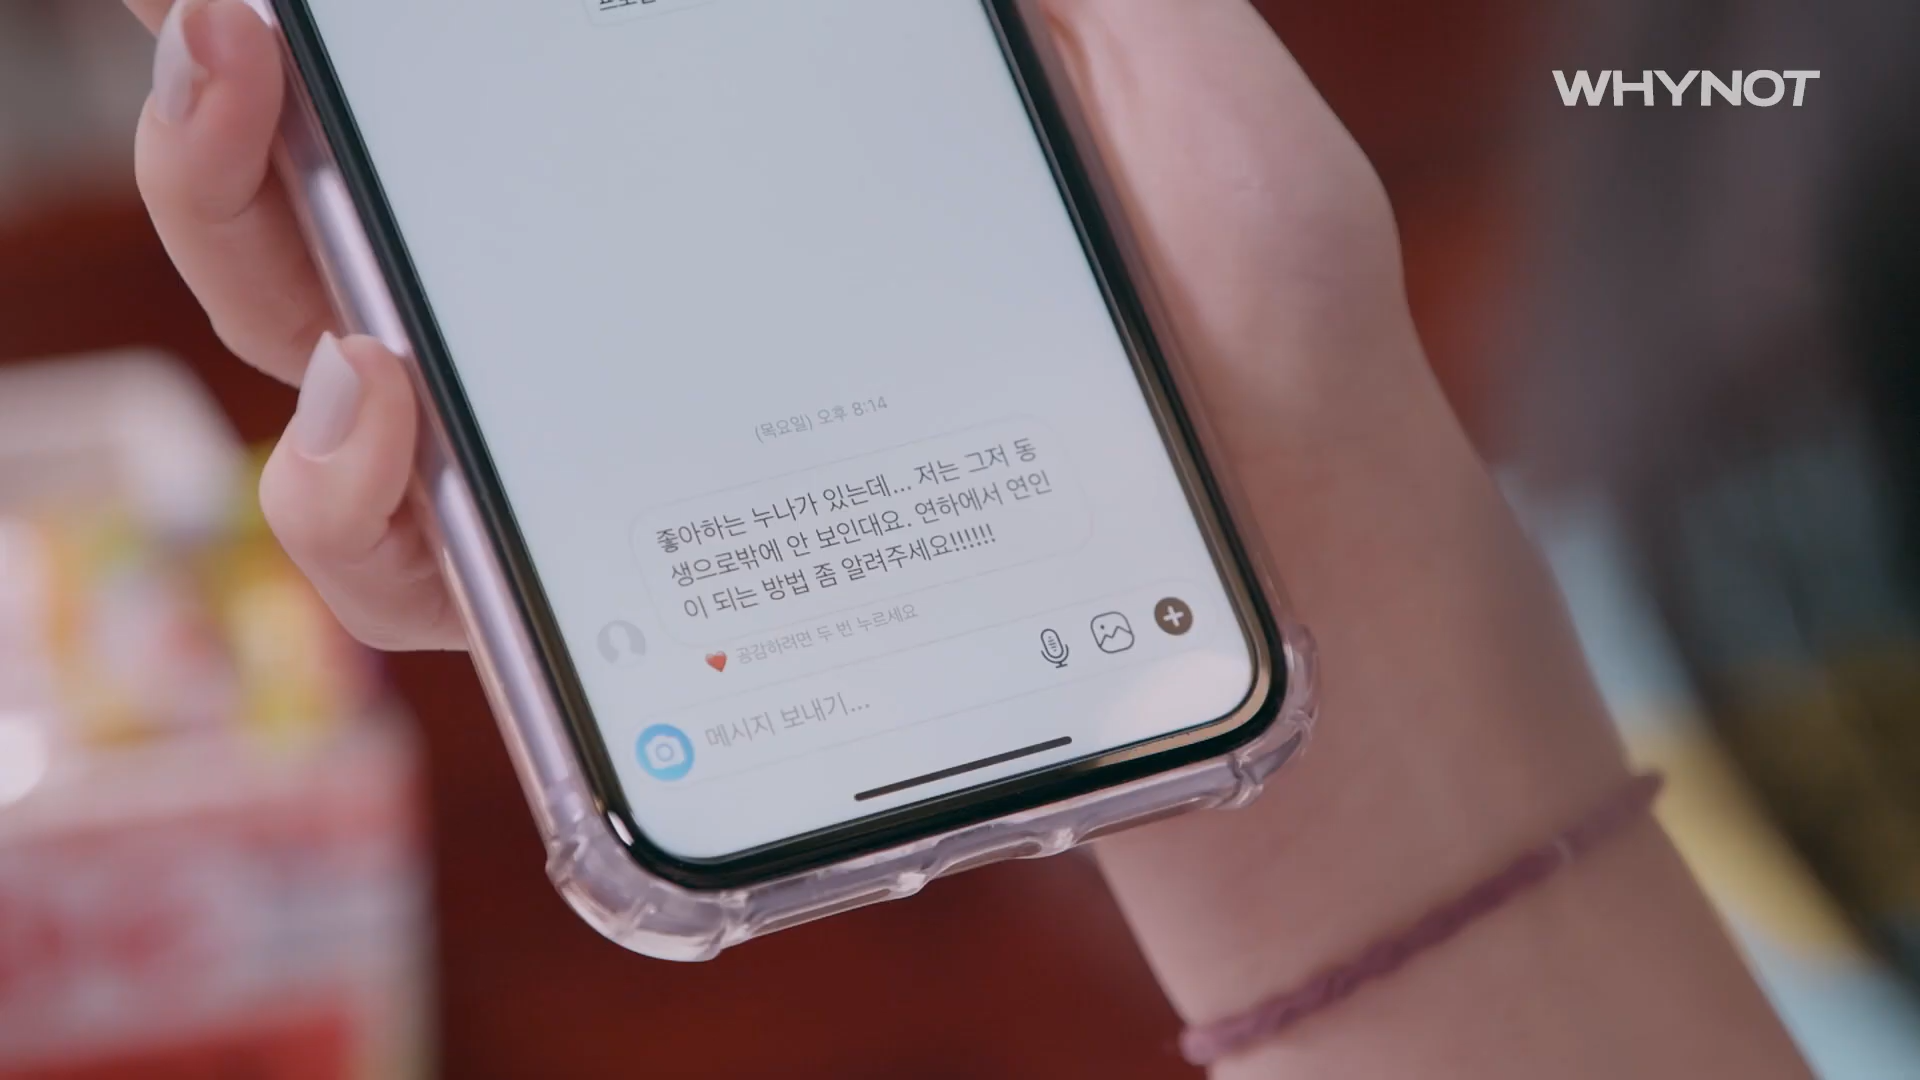 WHYNOT
(목요일) 오후 8:14
좋아하는 누나가 있는데... 저는 그저 동
생으로밖에 안 보인대요. 연하에서 연인
이 되는 방법 좀 알려주세요!!!!!!
공감하려면 두 번 누르세요
메시지 보내기...